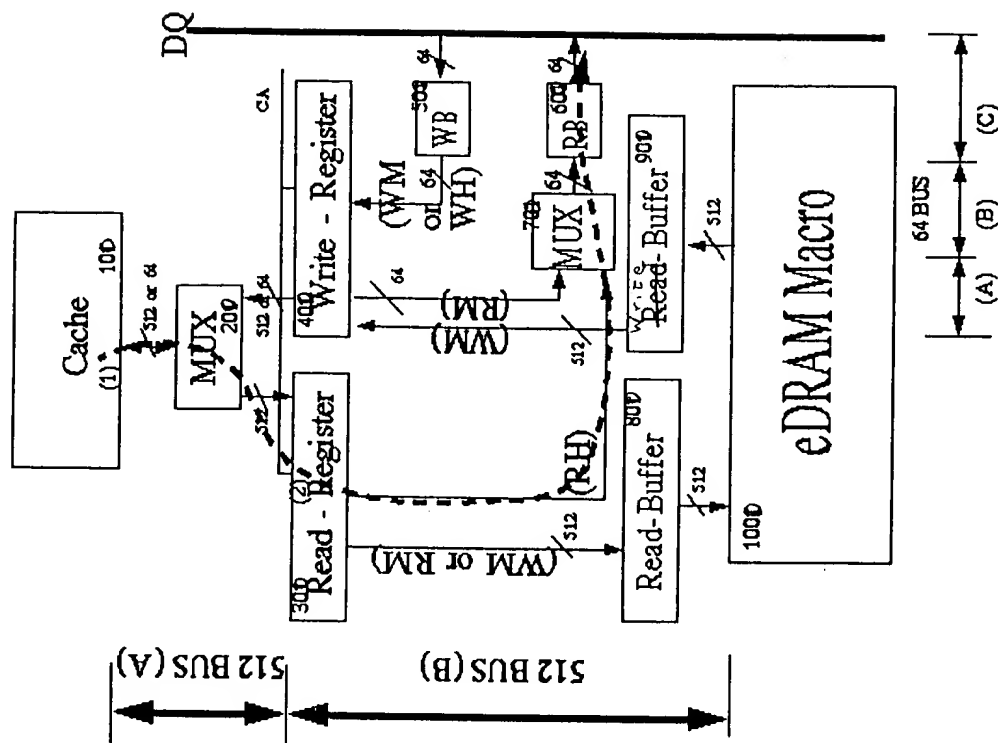 DQ
CA
Cache
100
(1)
512 or 64
MUX
200
512
512 or 64
300
Read - Register
(2)
400
Write - Register
(WM
or
WH)
64
500
WB
64
600
RB
64
700
MUX
64
64
(RM)
(WM)
512
(RH)
(WM or RM)
512
800
Read-Buffer
512
900
Write
Read-Buffer
512
1000
eDRAM Macro
64 BUS
(A)
(B)
(C)
512 BUS (A)
512 BUS (B)